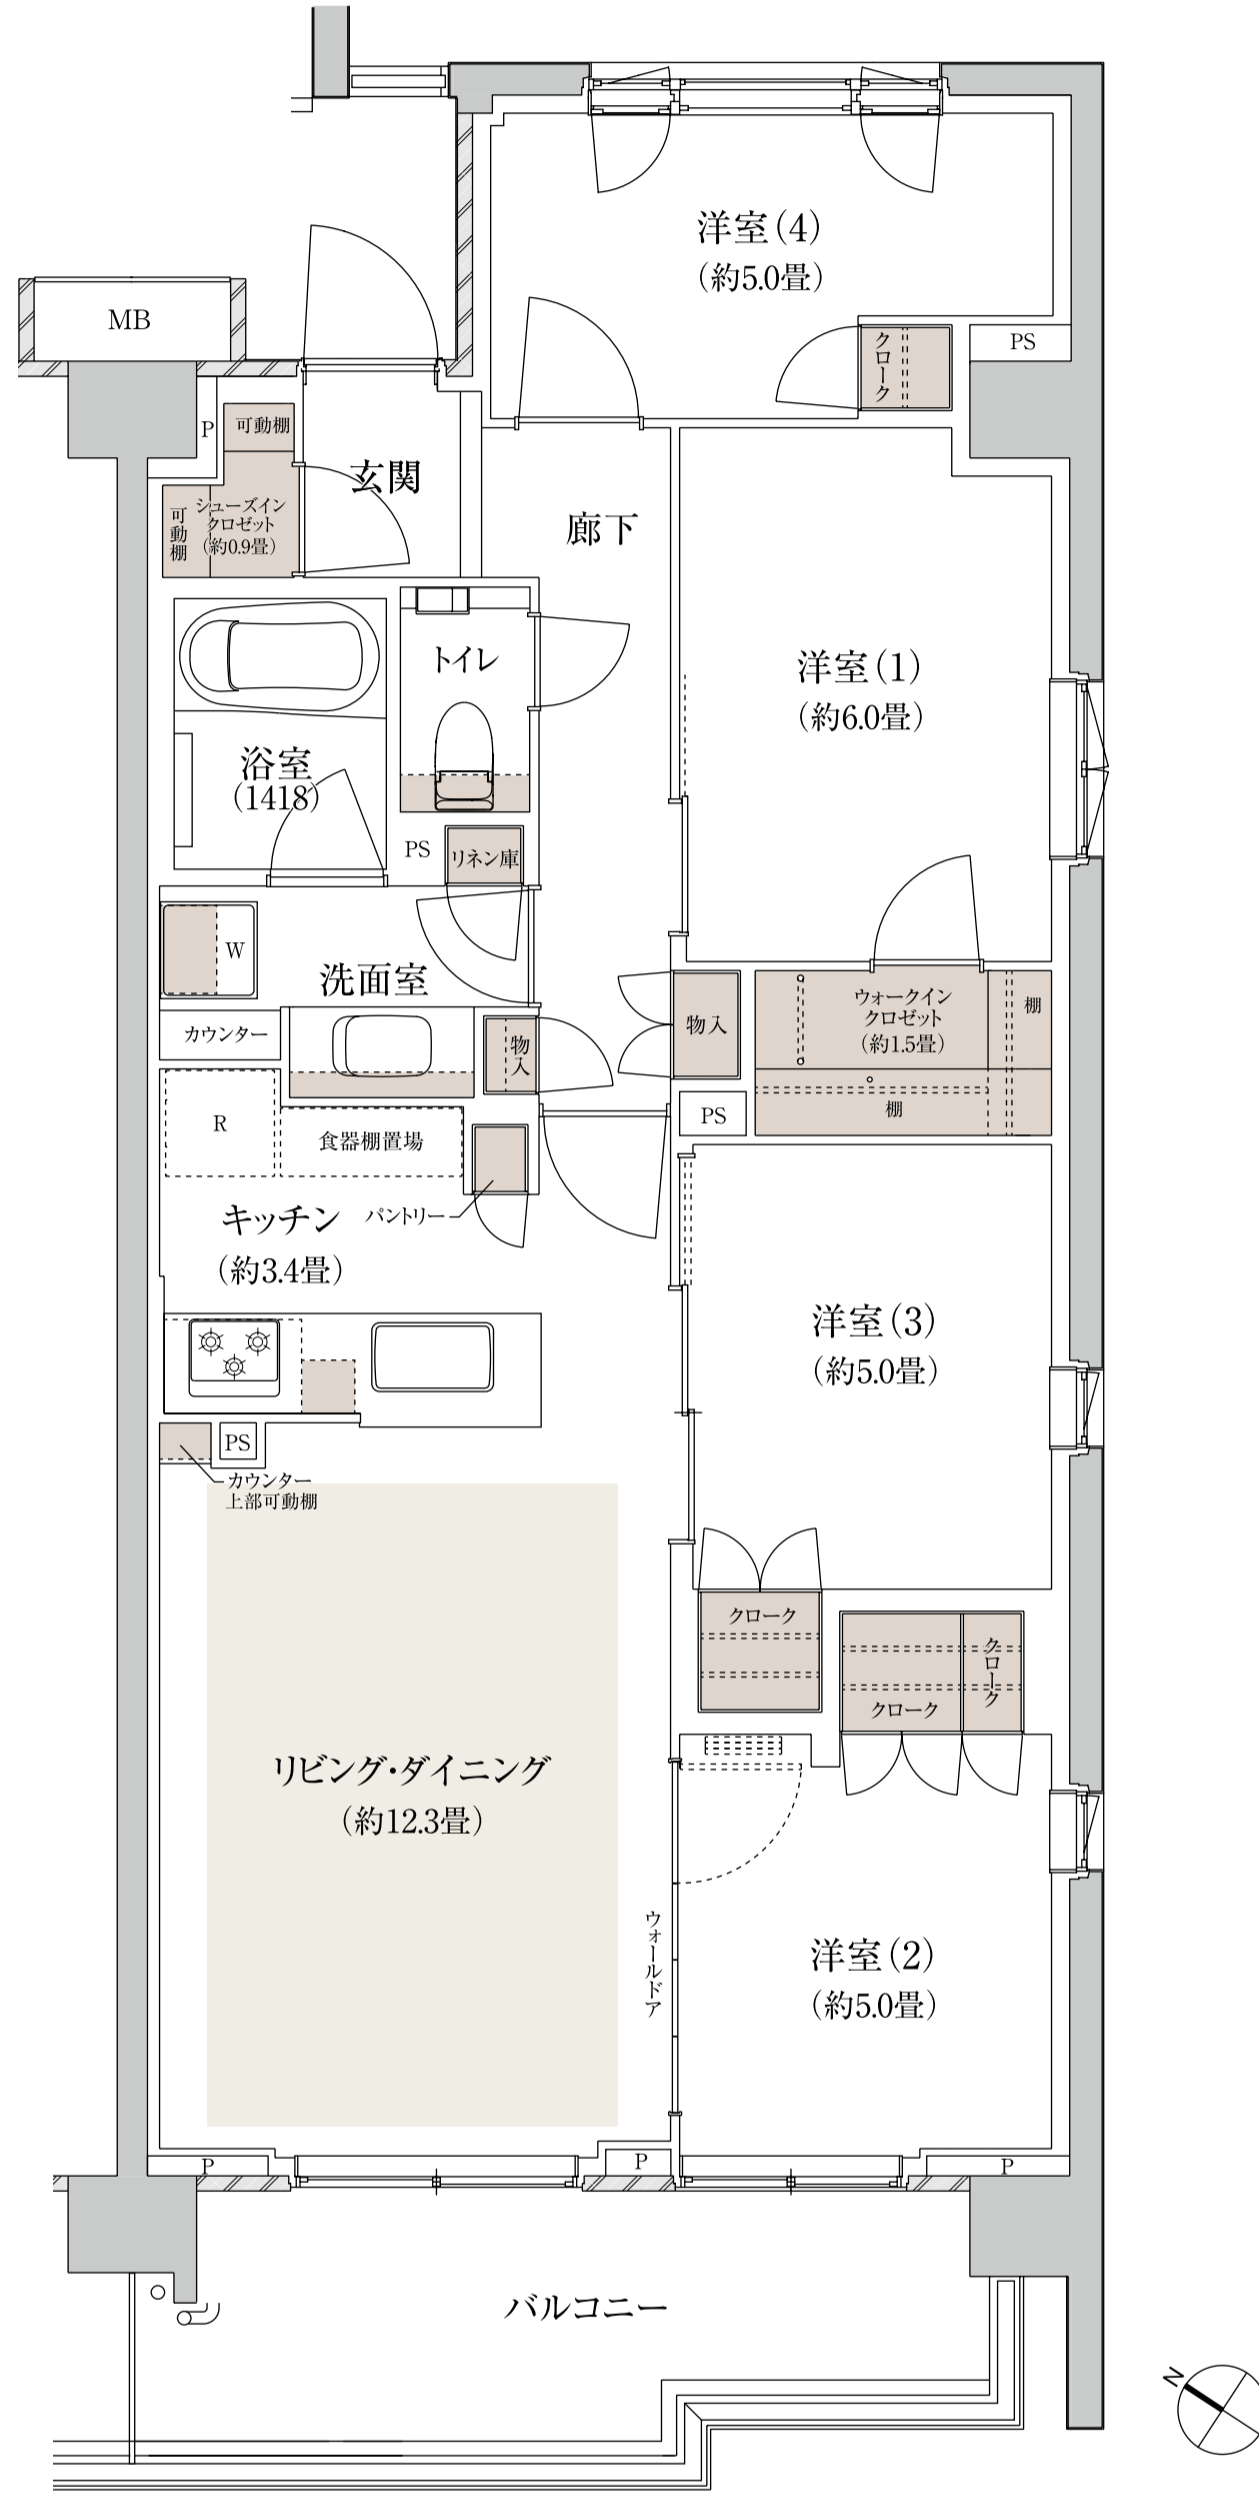 洋室（4）
（約5.0畳）
MB
クローク
PS
P
可動棚
玄関
シューズイン
クロゼット
（約0.9畳）
可動棚
廊下
トイレ
洋室（1）
（約6.0畳）
浴室
（1418）
PS
リネン庫
W
洗面室
カウンター
物入
物入
ウォークイン
クロゼット
（約1.5畳）
棚
棚
PS
R
食器棚置場
キッチン
（約3.4畳）
パントリー
洋室（3）
（約5.0畳）
PS
カウンター
上部可動棚
クローク
クローク
クローク
リビング・ダイニング
（約12.3畳）
ウォールドア
洋室（2）
（約5.0畳）
P
P
P
バルコニー
N